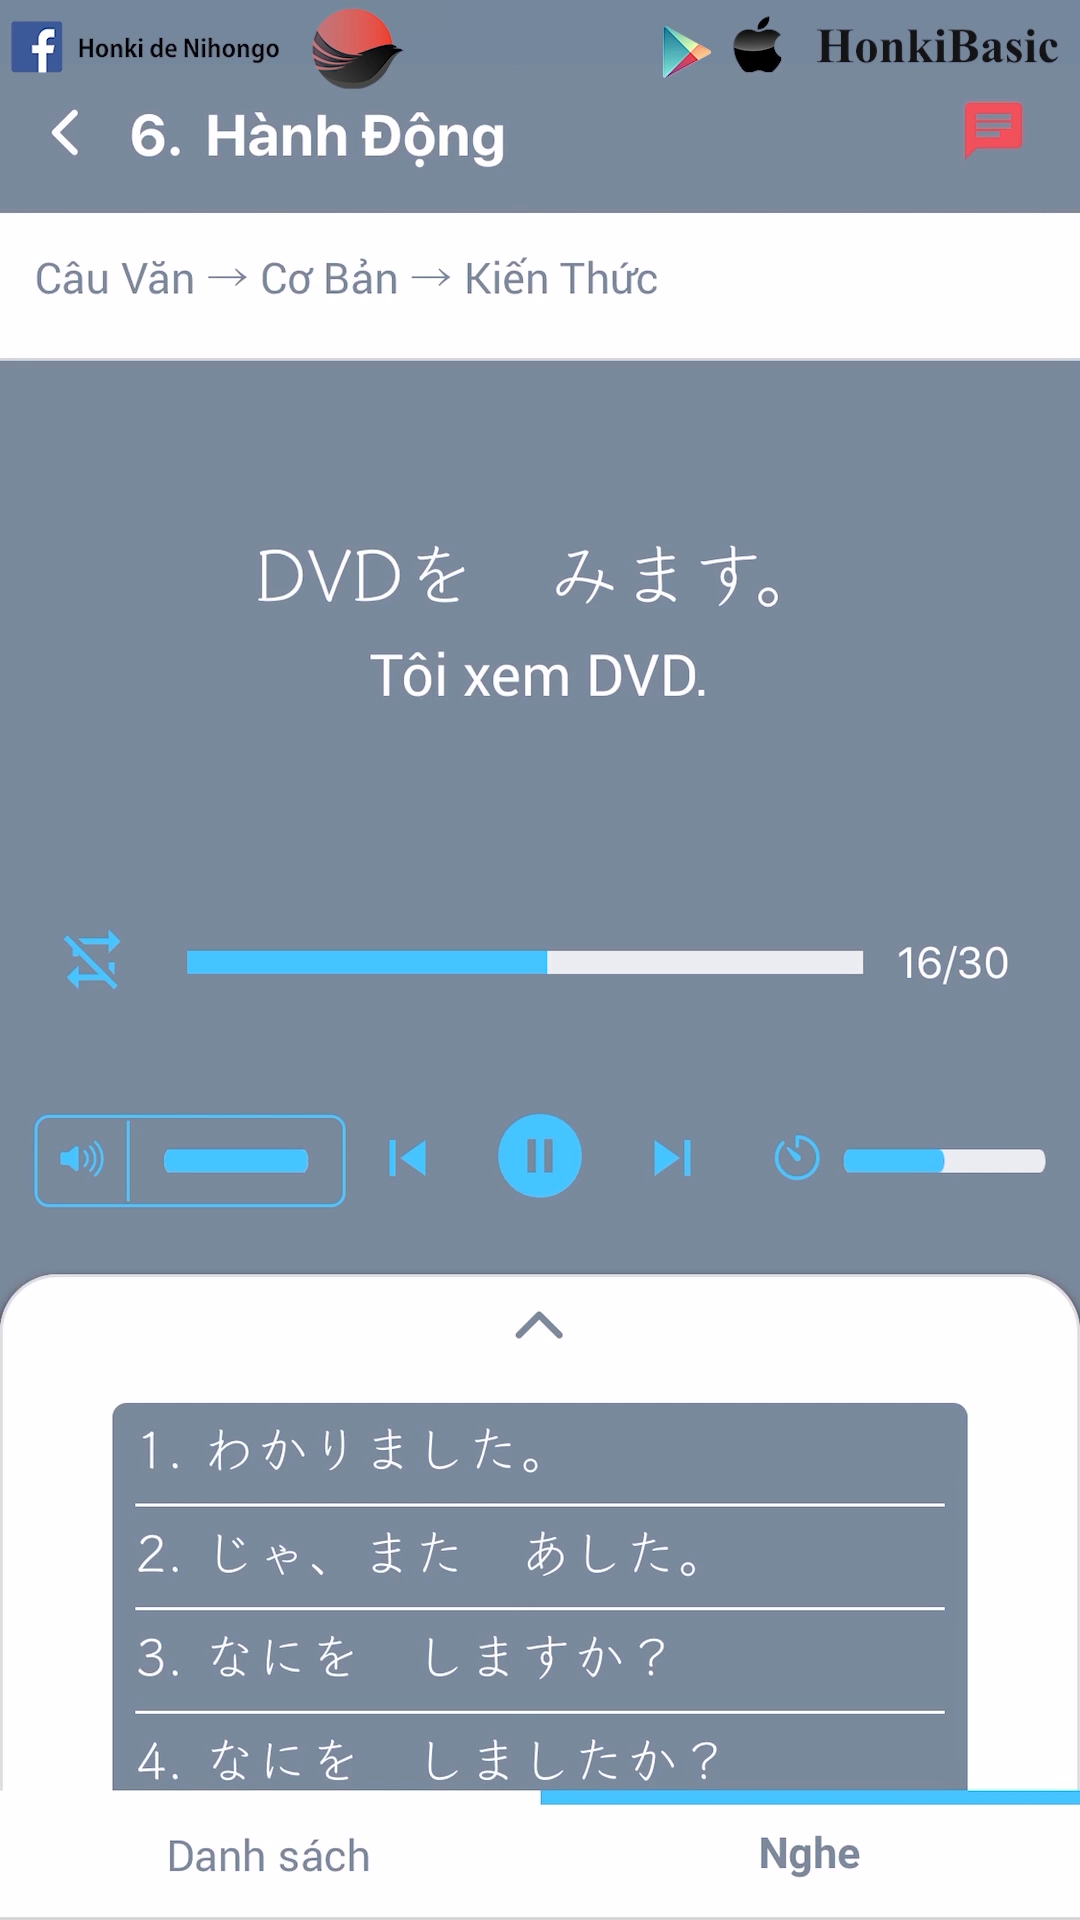 Honki de Nihongo
HonkiBasic
6. Hành Động
Câu Văn → Cơ Bản → Kiến Thức
DVDを　みます。
Tôi xem DVD.
16/30
1. わかりました。
2. じゃ、また　あした。
3. なにを　しますか？
4. なにを　しましたか？
Danh sách
Nghe